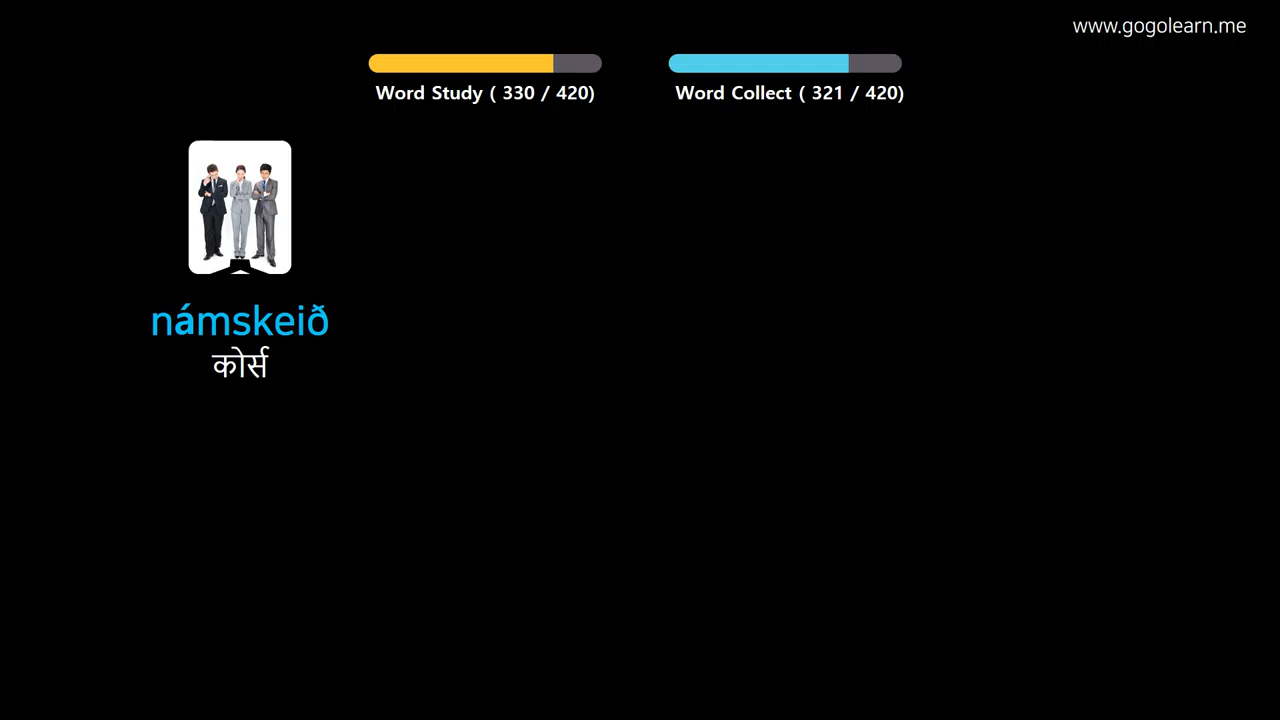 www.gogolearn.me
Word Study ( 330 / 420)
Word Collect ( 321 / 420)
námskeið
कोर्स